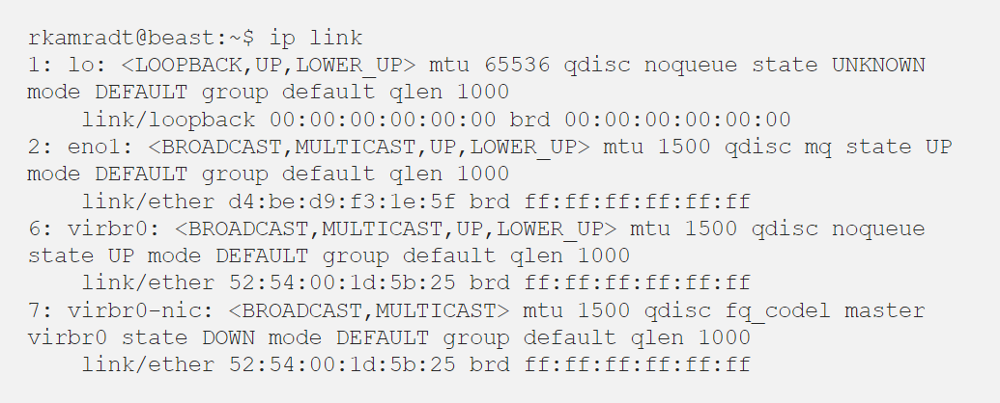 rkamradt@beast:~$ ip link
1: lo: <LOOPBACK,UP,LOWER_UP> mtu 65536 qdisc noqueue state UNKNOWN
mode DEFAULT group default qlen 1000
    link/loopback 00:00:00:00:00:00 brd 00:00:00:00:00:00
2: eno1: <BROADCAST,MULTICAST,UP,LOWER_UP> mtu 1500 qdisc mq state UP
mode DEFAULT group default qlen 1000
    link/ether d4:be:d9:f3:1e:5f brd ff:ff:ff:ff:ff:ff
6: virbr0: <BROADCAST,MULTICAST,UP,LOWER_UP> mtu 1500 qdisc noqueue
state UP mode DEFAULT group default qlen 1000
    link/ether 52:54:00:1d:5b:25 brd ff:ff:ff:ff:ff:ff
7: virbr0-nic: <BROADCAST,MULTICAST> mtu 1500 qdisc fq_codel master
virbr0 state DOWN mode DEFAULT group default qlen 1000
    link/ether 52:54:00:1d:5b:25 brd ff:ff:ff:ff:ff:ff